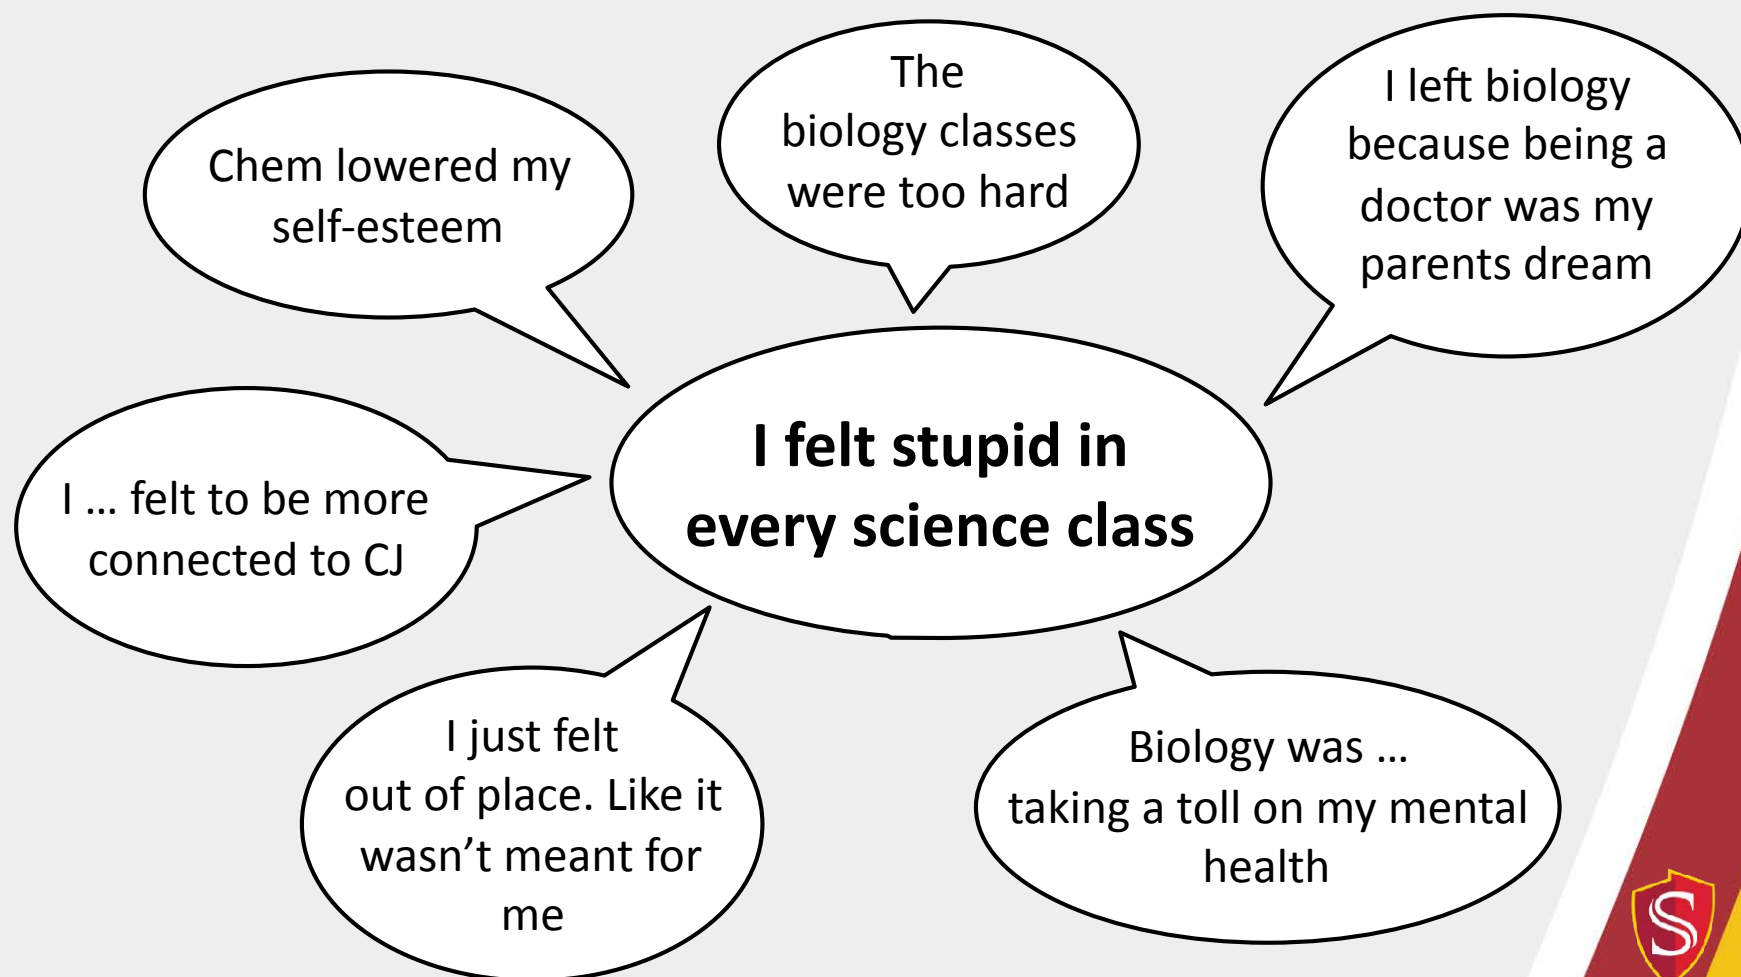 The
biology classes
were too hard
I left biology
because being a
doctor was my
parents dream
Chem lowered my
self-esteem
I felt stupid in
every science class
I ... felt to be more
connected to CJ
I just felt
out of place. Like it
wasn’t meant for
me
Biology was ...
taking a toll on my mental
health
S